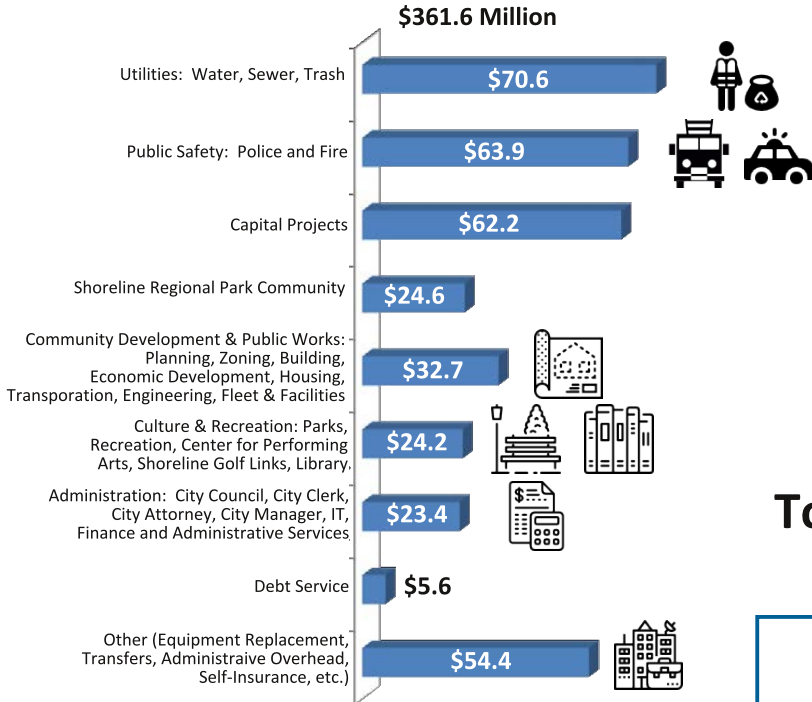 $361.6 Million
Utilities: Water, Sewer, Trash
$70.6
Public Safety: Police and Fire
$63.9
Capital Projects
$62.2
Shoreline Regional Park Community
$24.6
Community Development & Public Works:
Planning, Zoning, Building,
Economic Development, Housing,
Transporation, Engineering, Fleet & Facilities
$32.7
Culture & Recreation: Parks,
Recreation, Center for Performing
Arts, Shoreline Golf Links, Library,
$24.2
Administration: City Council, City Clerk,
City Attorney, City Manager, IT,
Finance and Administrative Services,
$23.4
Debt Service
$5.6
Other (Equipment Replacement,
Transfers, Administraive Overhead,
Self-Insurance, etc.)
$54.4
$